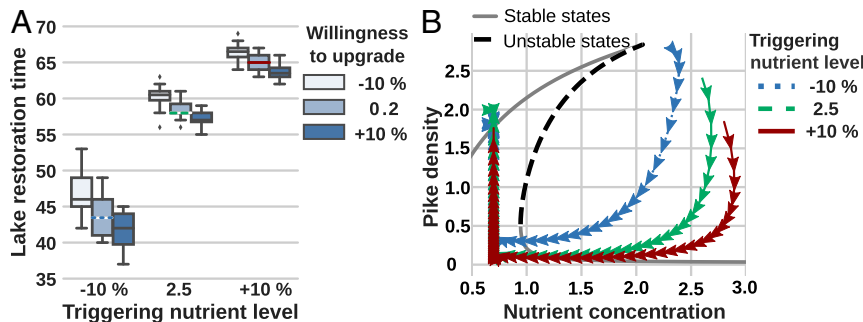 A
Lake restoration time
70
65
60
55
50
45
40
35
-10 %
2.5
+10 %
Triggering nutrient level
Willingness
to upgrade
-10 %
0.2
+10 %
B
Stable states
Unstable states
Pike density
2.5
2.0
1.5
1.0
0.5
0
0.5
1.0
1.5
2.0
2.5
3.0
Nutrient concentration
Triggering
nutrient level
-10 %
2.5
+10 %